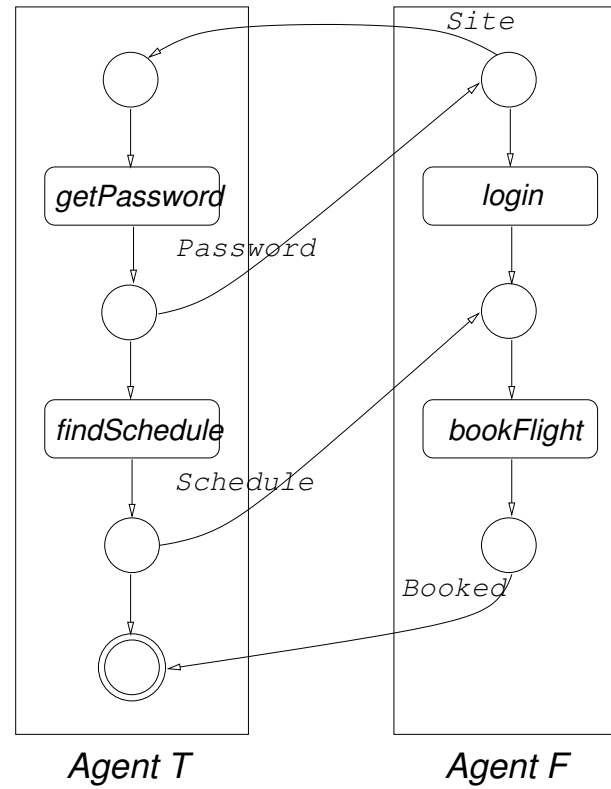 Site
getPassword
login
Password
findSchedule
bookFlight
Schedule
Booked
Agent T
Agent F